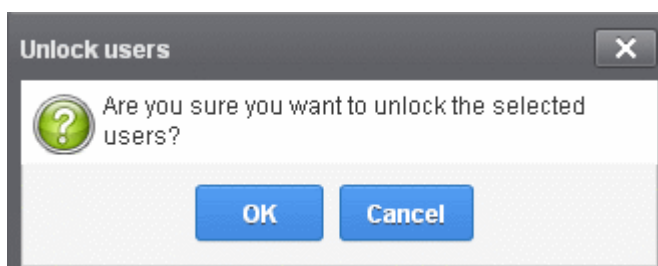 Unlock users
Are you sure you want to unlock the selected
users?
OK
Cancel